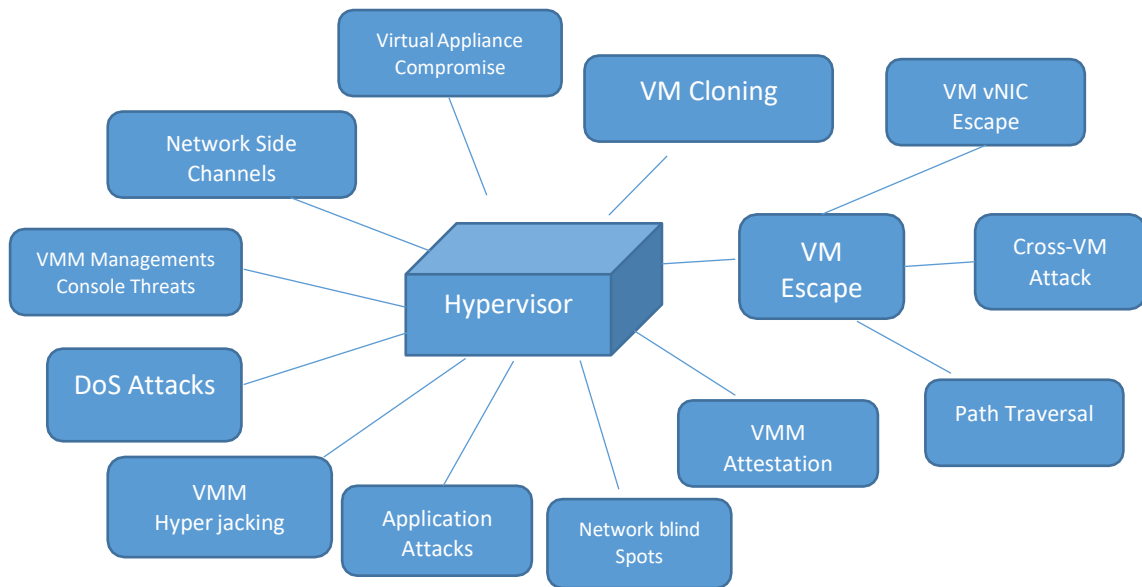 Virtual Appliance
Compromise
VM Cloning
VM vNIC
Escape
Network Side
Channels
VMM Managements
Console Threats
Hypervisor
VM
Escape
Cross-VM
Attack
DoS Attacks
Path Traversal
VMM
Attestation
VMM
Hyper jacking
Application
Attacks
Network blind
Spots